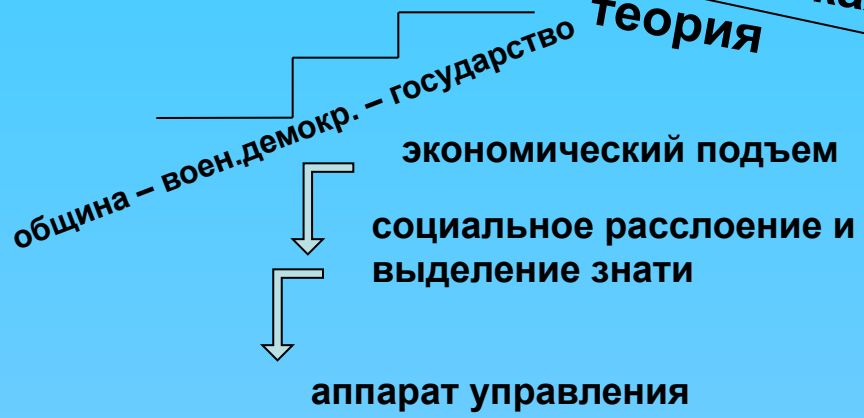 теория
община – воен.демокр. – государство
экономический подъем
социальное расслоение и
выделение знати
аппарат управления